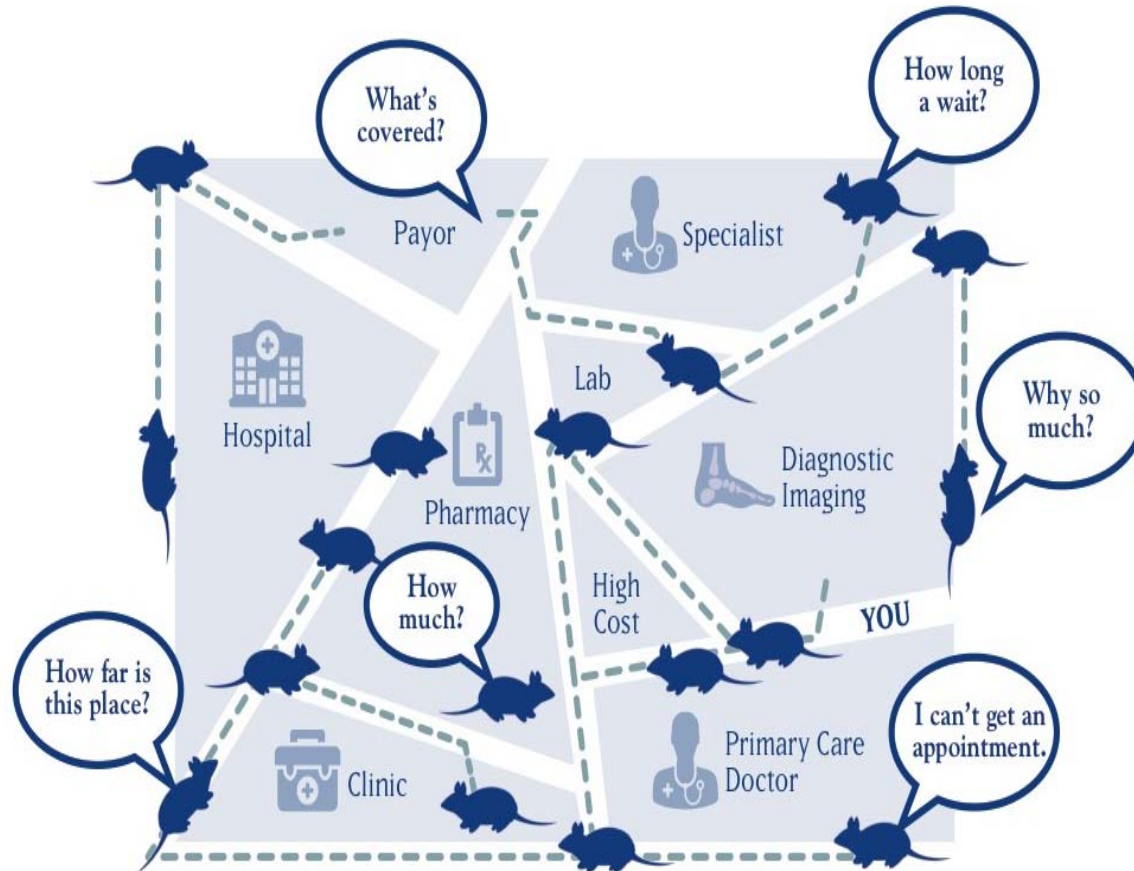 What's
covered?
How long
a wait?
Payor
Specialist
Lab
Why so
much?
Hospital
Diagnostic
Imaging
Pharmacy
Rx
How
much?
High
Cost
YOU
How far is
this place?
I can't get an
appointment.
Primary Care
Doctor
Clinic